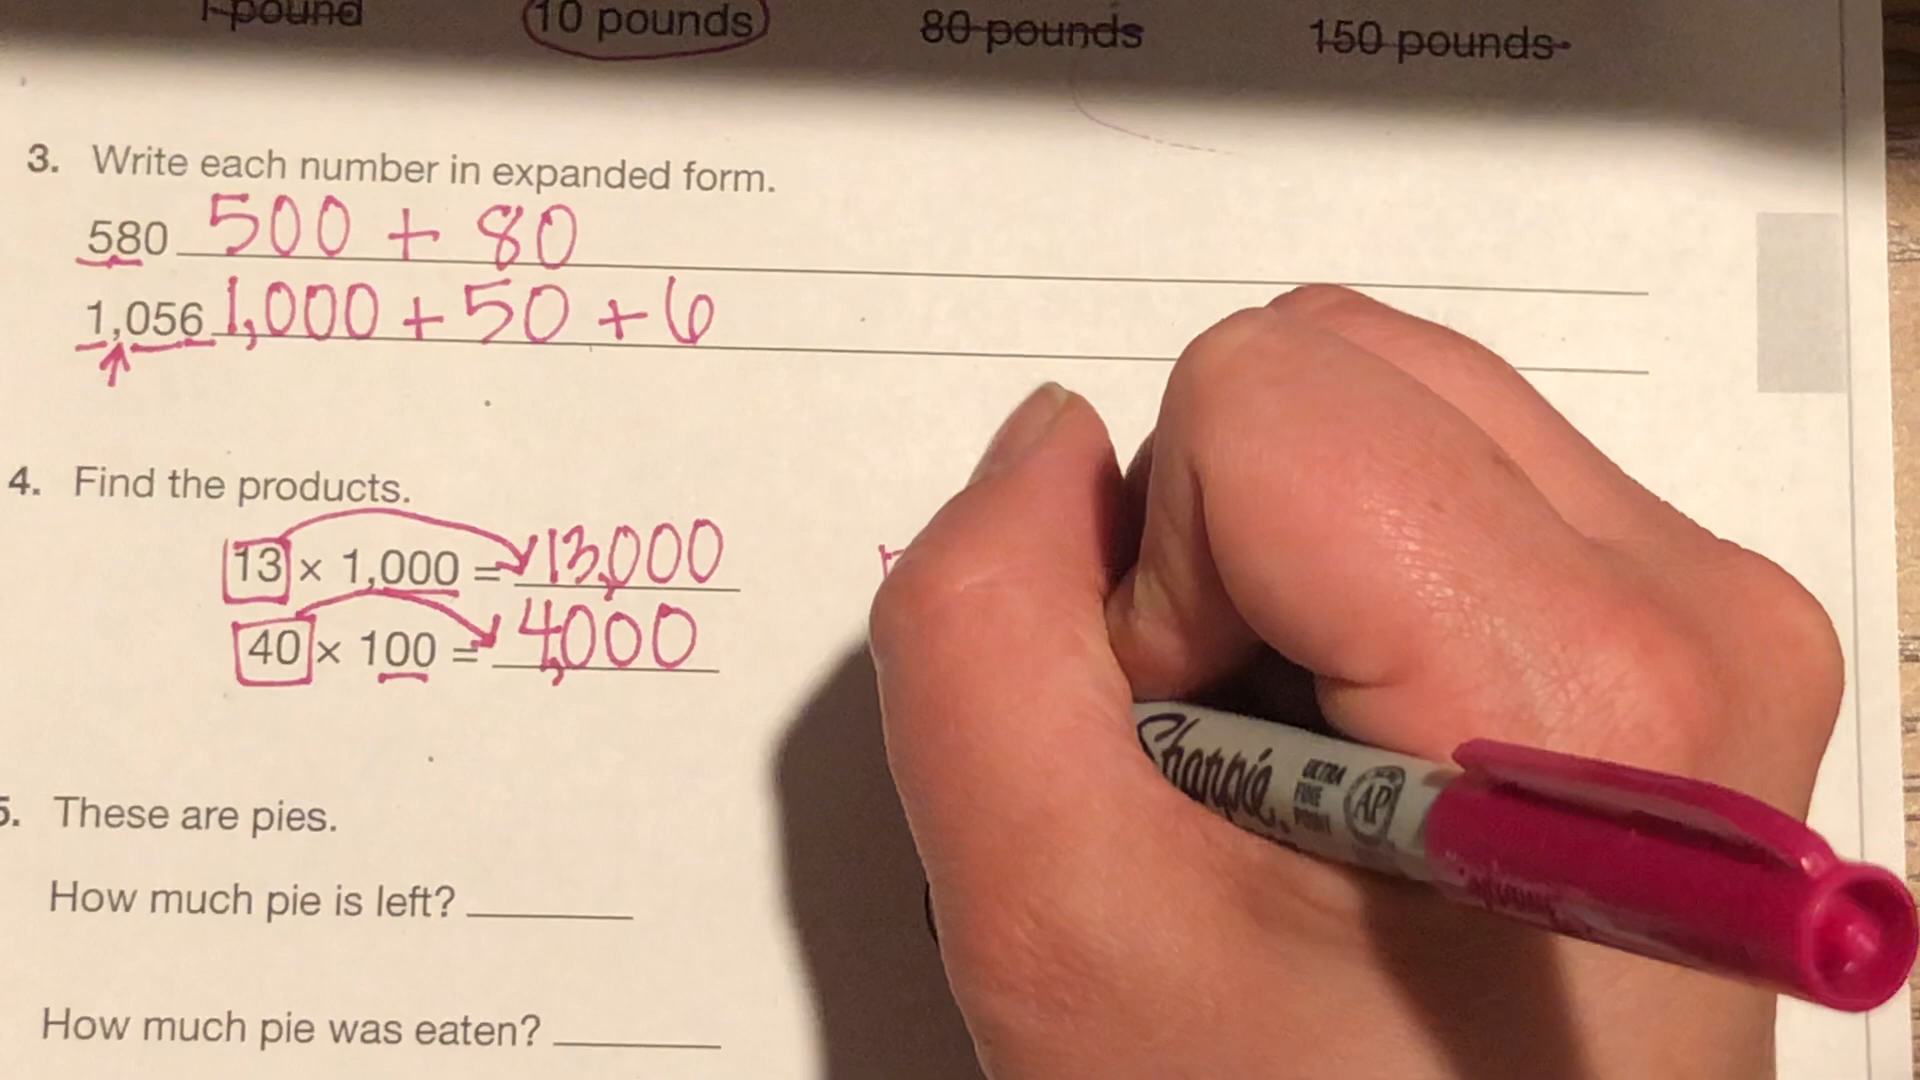 1 pound 10 pounds 80 pounds 150 pounds
3. Write each number in expanded form.
580 500 + 80
1,056 1,000 + 50 + 6
4. Find the products.
13 × 1,000 = 13,000
40 × 100 = 4,000
5. These are pies.
How much pie is left?
How much pie was eaten?
Sharpie.
ULTRA
FINE
POINT
AP